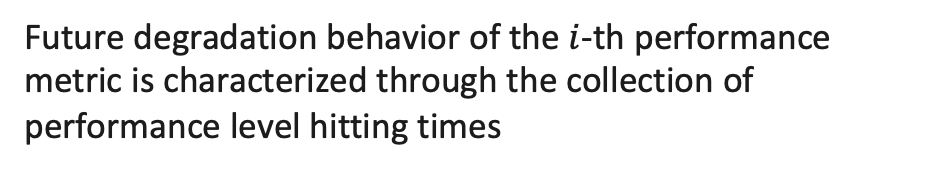 Future degradation behavior of the i-th performance
metric is characterized through the collection of
performance level hitting times